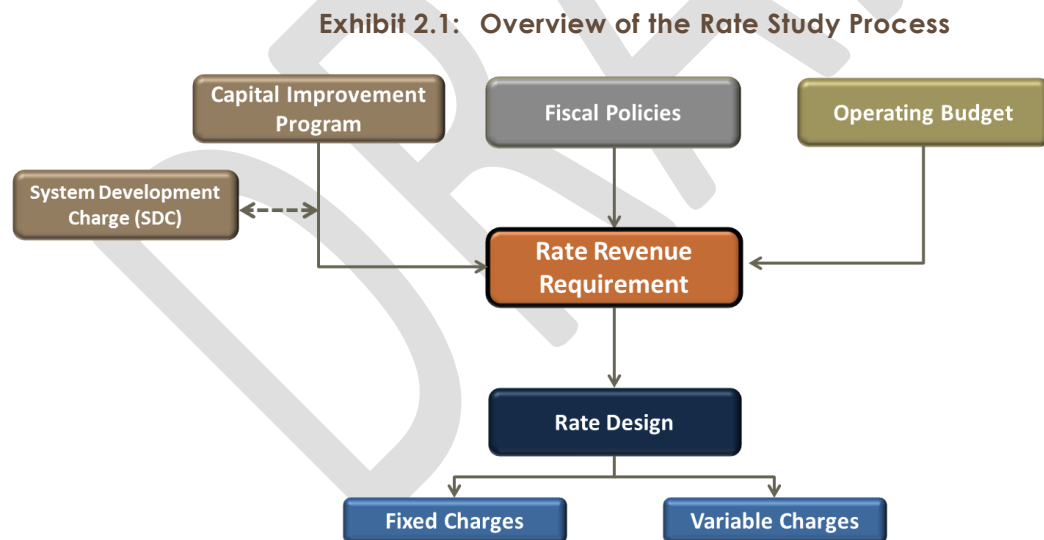 Exhibit 2.1: Overview of the Rate Study Process
Capital Improvement
Program
Fiscal Policies
Operating Budget
System Development
Charge (SDC)
Rate Revenue
Requirement
Rate Design
Fixed Charges
Variable Charges